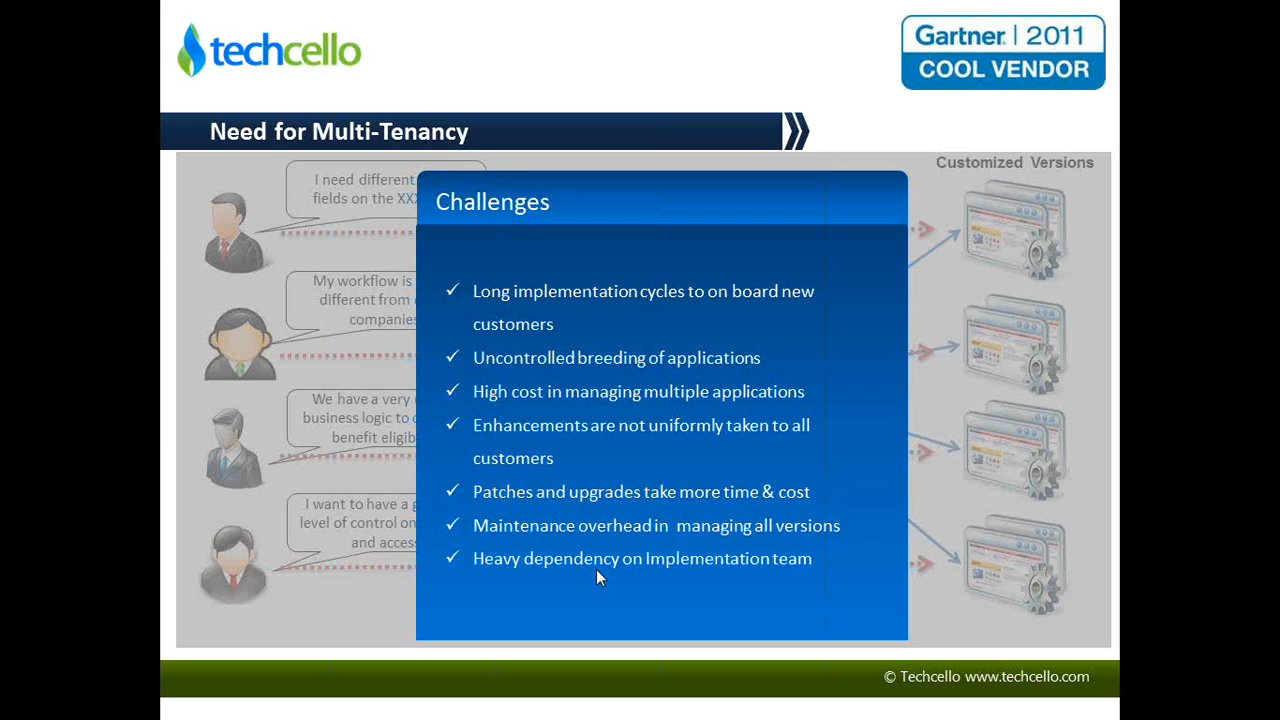 techcello
Gartner | 2011
COOL VENDOR
Need for Multi-Tenancy
Customized Versions
I need different
fields on the XXX
My workflow is
different from
companies
We have a very
business logic to
benefit eligib
I want to have a
level of control on
and access
Challenges
✓ Long implementation cycles to on board new
customers
✓ Uncontrolled breeding of applications
✓ High cost in managing multiple applications
✓ Enhancements are not uniformly taken to all
customers
✓ Patches and upgrades take more time & cost
✓ Maintenance overhead in managing all versions
✓ Heavy dependency on Implementation team
© Techcello www.techcello.com